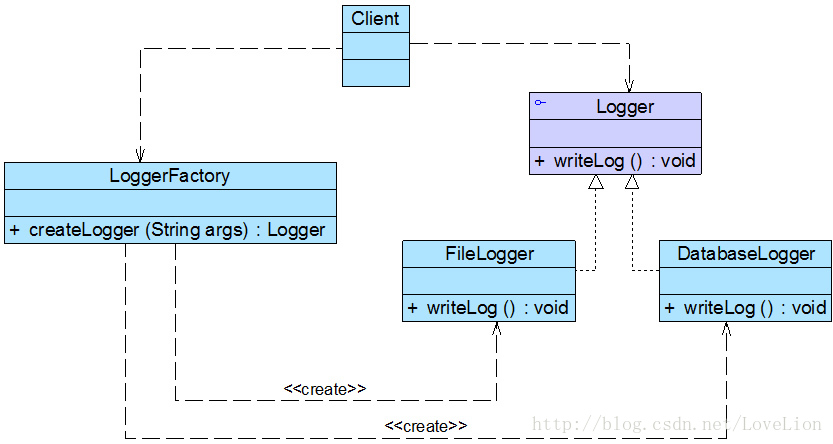 Client
Logger
+ writeLog () : void
LoggerFactory
+ createLogger (String args) : Logger
FileLogger
+ writeLog () : void
DatabaseLogger
+ writeLog () : void
<<create>>
<<create>>
http://blog.csdn.net/LoveLion